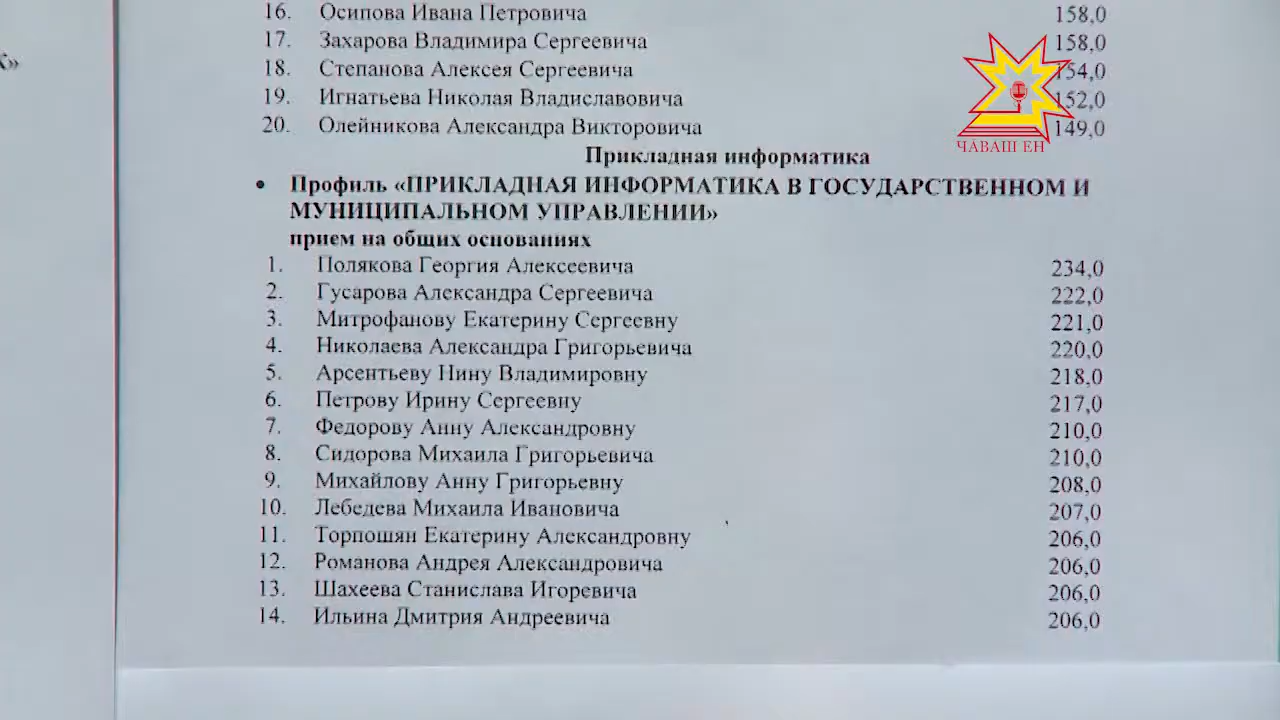 К»
16. Осипова Ивана Петровича 158,0
17. Захарова Владимира Сергеевича 158,0
18. Степанова Алексея Сергеевича 154,0
19. Игнатьева Николая Владиславовича 152,0
20. Олейникова Александра Викторовича 149,0
ЧӐВАШ ЕН
Прикладная информатика
• Профиль «ПРИКЛАДНАЯ ИНФОРМАТИКА В ГОСУДАРСТВЕННОМ И
МУНИЦИПАЛЬНОМ УПРАВЛЕНИИ»
прием на общих основаниях
1. Полякова Георгия Алексеевича 234,0
2. Гусарова Александра Сергеевича 222,0
3. Митрофанову Екатерину Сергеевну 221,0
4. Николаева Александра Григорьевича 220,0
5. Арсентьеву Нину Владимировну 218,0
6. Петрову Ирину Сергеевну 217,0
7. Федорову Анну Александровну 210,0
8. Сидорова Михаила Григорьевича 210,0
9. Михайлову Анну Григорьевну 208,0
10. Лебедева Михаила Ивановича 207,0
11. Торпошян Екатерину Александровну 206,0
12. Романова Андрея Александровича 206,0
13. Шахеева Станислава Игоревича 206,0
14. Ильина Дмитрия Андреевича 206,0